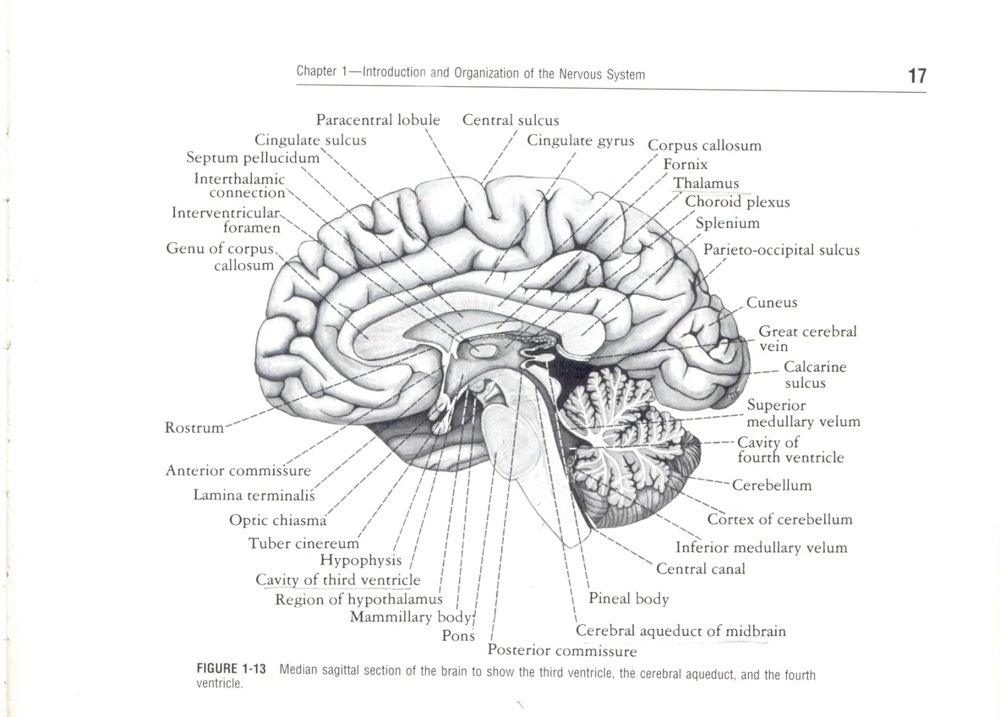 Chapter 1—Introduction and Organization of the Nervous System
17
Paracentral lobule
Central sulcus
Cingulate sulcus
Cingulate gyrus
Corpus callosum
Septum pellucidum
Fornix
Interthalamic
connection
Thalamus
Choroid plexus
Interventricular
foramen
Splenium
Genu of corpus
callosum
Parieto-occipital sulcus
Cuneus
Great cerebral
vein
Calcarine
sulcus
Superior
medullary velum
Rostrum
Cavity of
fourth ventricle
Anterior commissure
Cerebellum
Lamina terminalis
Optic chiasma
Cortex of cerebellum
Tuber cinereum
Inferior medullary velum
Hypophysis
Central canal
Cavity of third ventricle
Region of hypothalamus
Pineal body
Mammillary body
Pons
Cerebral aqueduct of midbrain
Posterior commissure
FIGURE 1-13 Median sagittal section of the brain to show the third ventricle, the cerebral aqueduct, and the fourth
ventricle.